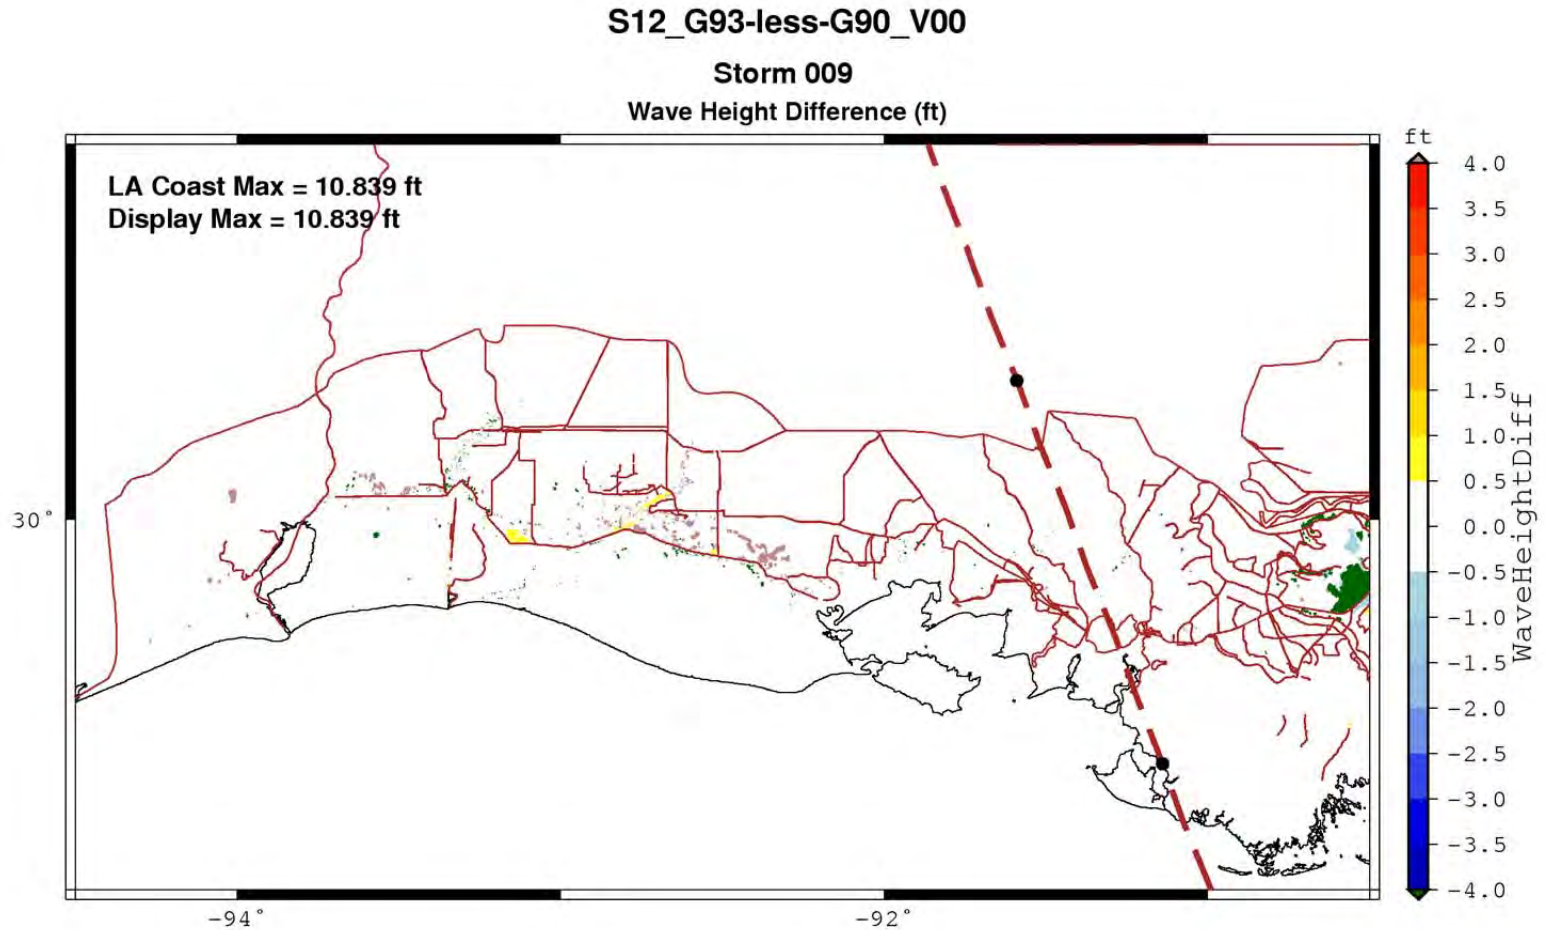 S12_G93-less-G90_V00
Storm 009
Wave Height Difference (ft)
LA Coast Max = 10.839 ft
Display Max = 10.839 ft
ft
4.0
3.5
3.0
2.5
2.0
1.5
1.0
0.5
0.0
-0.5
-1.0
-1.5
-2.0
-2.5
-3.0
-3.5
-4.0
WaveHeightDiff
30°
-94°
-92°